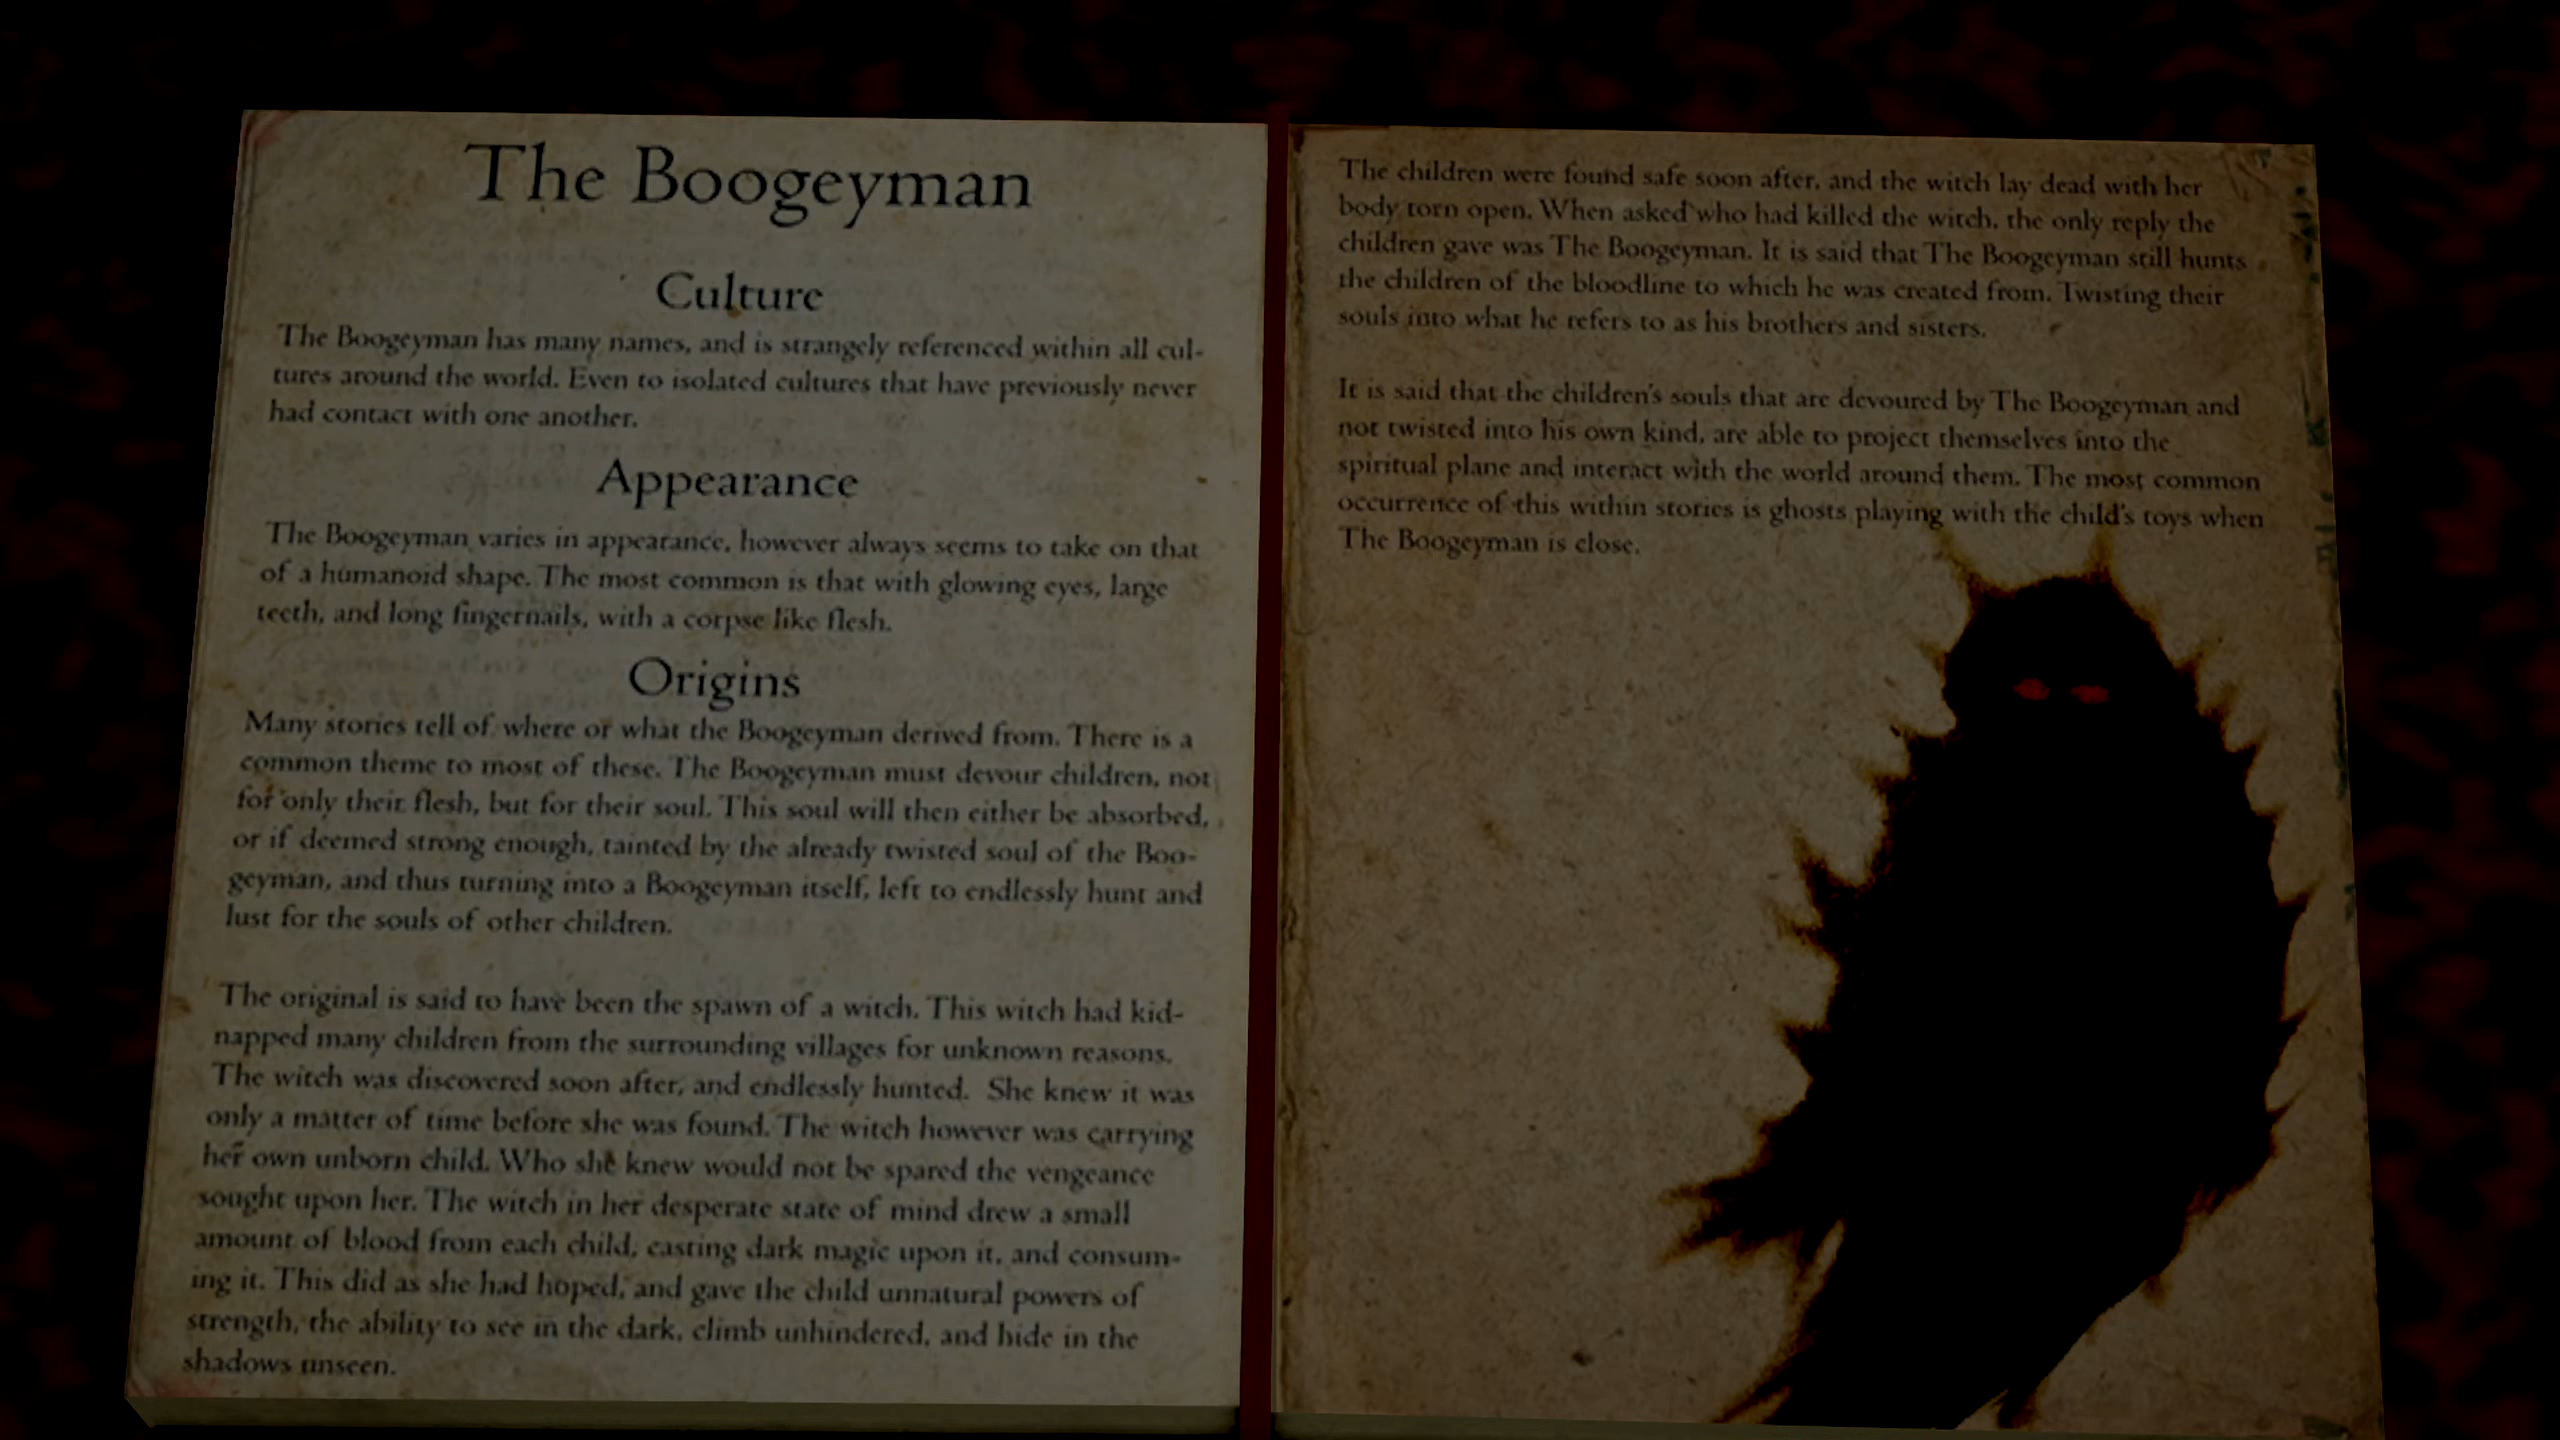 The Boogeyman
Culture
The Boogeyman has many names, and is strangely referenced within all cul-
tures around the world. Even to isolated cultures that have previously never
had contact with one another.
Appearance
The Boogeyman varies in appearance, however always seems to take on that
of a humanoid shape. The most common is that with glowing eyes, large
teeth, and long fingernails, with a corpse like flesh.
Origins
Many stories tell of where or what the Boogeyman derived from. There is a
common theme to most of these. The Boogeyman must devour children, not
for only their flesh, but for their soul. This soul will then either be absorbed,
or if deemed strong enough, tainted by the already twisted soul of the Boo-
geyman, and thus turning into a Boogeyman itself, left to endlessly hunt and
lust for the souls of other children.
The original is said to have been the spawn of a witch. This witch had kid-
napped many children from the surrounding villages for unknown reasons.
The witch was discovered soon after, and endlessly hunted. She knew it was
only a matter of time before she was found. The witch however was carrying
her own unborn child. Who she knew would not be spared the vengeance
sought upon her. The witch in her desperate state of mind drew a small
amount of blood from each child, casting dark magic upon it, and consum-
ing it. This did as she had hoped, and gave the child unnatural powers of
strength, the ability to see in the dark, climb unhindered, and hide in the
shadows unseen.
The children were found safe soon after, and the witch lay dead with her
body torn open. When asked who had killed the witch, the only reply the
children gave was The Boogeyman. It is said that The Boogeyman still hunts
the children of the bloodline to which he was created from. Twisting their
souls into what he refers to as his brothers and sisters.
It is said that the children's souls that are devoured by The Boogeyman and
not twisted into his own kind, are able to project themselves into the
spiritual plane and interact with the world around them. The most common
occurrence of this within stories is ghosts playing with the child's toys when
The Boogeyman is close.